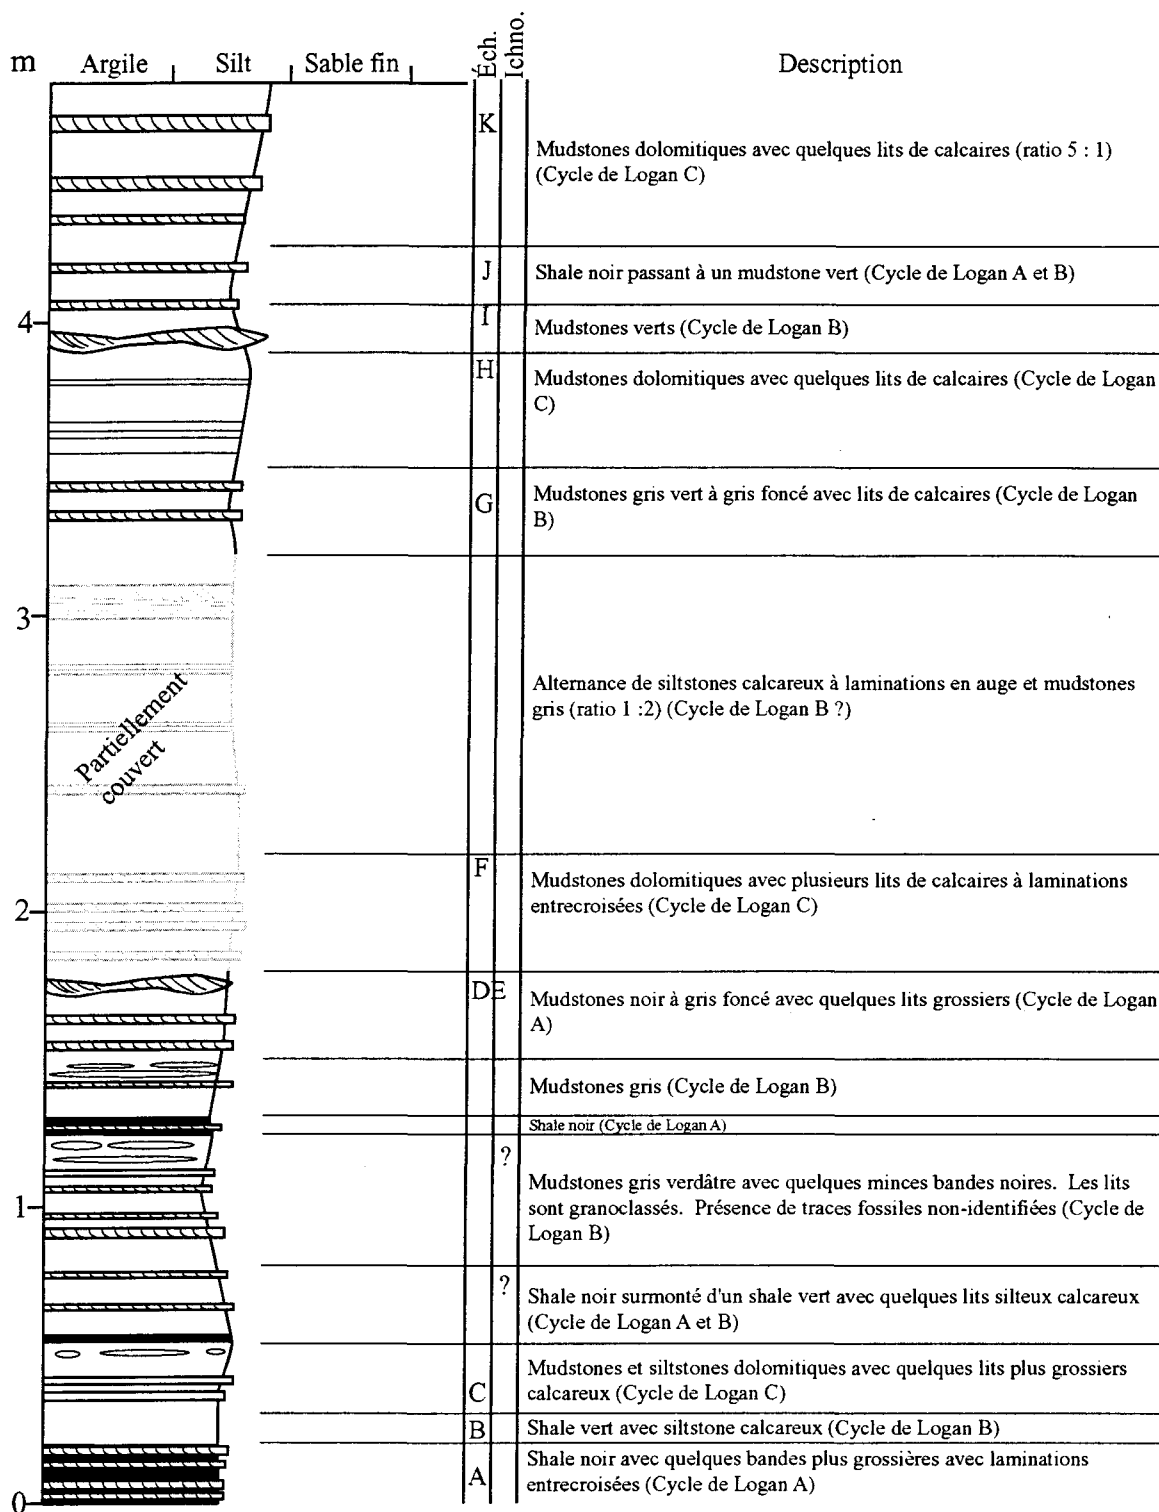 m Argile Silt Sable fin Éch. Ichno. Description
K
Mudstones dolomitiques avec quelques lits de calcaires (ratio 5 : 1)
(Cycle de Logan C)
J
Shale noir passant à un mudstone vert (Cycle de Logan A et B)
4
I
Mudstones verts (Cycle de Logan B)
H
Mudstones dolomitiques avec quelques lits de calcaires (Cycle de Logan
C)
G
Mudstones gris vert à gris foncé avec lits de calcaires (Cycle de Logan
B)
3
Partiellement
couvert
Alternance de siltstones calcareux à laminations en auge et mudstones
gris (ratio 1 :2) (Cycle de Logan B ?)
F
Mudstones dolomitiques avec plusieurs lits de calcaires à laminations
entrecroisées (Cycle de Logan C)
2
DE
Mudstones noir à gris foncé avec quelques lits grossiers (Cycle de Logan
A)
Mudstones gris (Cycle de Logan B)
Shale noir (Cycle de Logan A)
?
1
Mudstones gris verdâtre avec quelques minces bandes noires. Les lits
sont granoclassés. Présence de traces fossiles non-identifiées (Cycle de
Logan B)
?
Shale noir surmonté d'un shale vert avec quelques lits silteux calcareux
(Cycle de Logan A et B)
C
Mudstones et siltstones dolomitiques avec quelques lits plus grossiers
calcareux (Cycle de Logan C)
B
Shale vert avec siltstone calcareux (Cycle de Logan B)
A
Shale noir avec quelques bandes plus grossières avec laminations
entrecroisées (Cycle de Logan A)
0